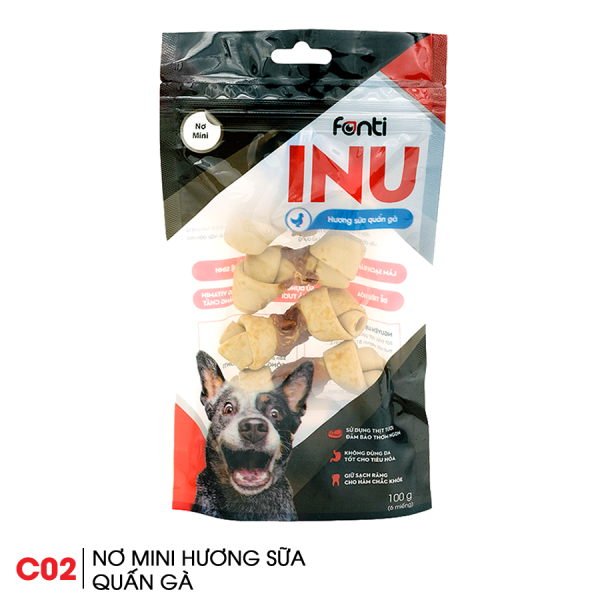 Nơ
Mini
fonti
INU
Hương sữa quấn gà
SỬ DỤNG THỊT TƯƠI
ĐẢM BẢO THƠM NGON
KHÔNG DÙNG DA
TỐT CHO TIÊU HÓA
GIỮ SẠCH RĂNG
CHO HÀM CHẮC KHỎE
100 g
(6 miếng)
C02
NƠ MINI HƯƠNG SỮA
QUẤN GÀ